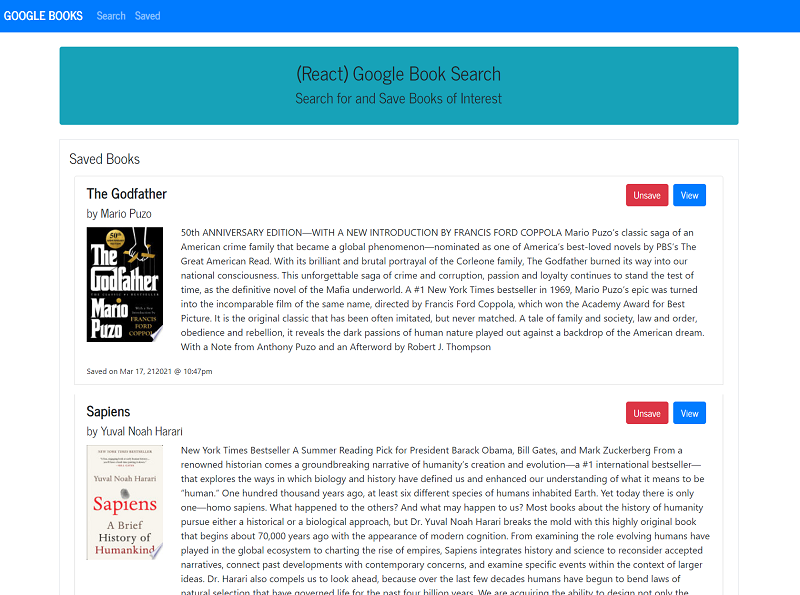 GOOGLE BOOKS Search Saved
(React) Google Book Search
Search for and Save Books of Interest
Saved Books
The Godfather
Unsave View
by Mario Puzo
50th
The
Godfather
THE CLASSIC #1 BESTSELLER
Mario
Puzo
With a New
Introduction by
FRANCIS
FORD
COPPOLA
50th ANNIVERSARY EDITION—WITH A NEW INTRODUCTION BY FRANCIS FORD COPPOLA Mario Puzo's classic saga of an
American crime family that became a global phenomenon—nominated as one of America's best-loved novels by PBS's The
Great American Read. With its brilliant and brutal portrayal of the Corleone family, The Godfather burned its way into our
national consciousness. This unforgettable saga of crime and corruption, passion and loyalty continues to stand the test of
time, as the definitive novel of the Mafia underworld. A #1 New York Times bestseller in 1969, Mario Puzo's epic was turned
into the incomparable film of the same name, directed by Francis Ford Coppola, which won the Academy Award for Best
Picture. It is the original classic that has been often imitated, but never matched. A tale of family and society, law and order,
obedience and rebellion, it reveals the dark passions of human nature played out against a backdrop of the American dream.
With a Note from Anthony Puzo and an Afterword by Robert J. Thompson
Saved on Mar 17, 212021 @ 10:47pm
Sapiens
Unsave View
by Yuval Noah Harari
NEW YORK TIMES BESTSELLER
Yuval Noah Harari
Sapiens
A Brief
History of
Humankind
New York Times Bestseller A Summer Reading Pick for President Barack Obama, Bill Gates, and Mark Zuckerberg From a
renowned historian comes a groundbreaking narrative of humanity's creation and evolution—a #1 international bestseller—
that explores the ways in which biology and history have defined us and enhanced our understanding of what it means to be
"human." One hundred thousand years ago, at least six different species of humans inhabited Earth. Yet today there is only
one—homo sapiens. What happened to the others? And what may happen to us? Most books about the history of humanity
pursue either a historical or a biological approach, but Dr. Yuval Noah Harari breaks the mold with this highly original book
that begins about 70,000 years ago with the appearance of modern cognition. From examining the role evolving humans have
played in the global ecosystem to charting the rise of empires, Sapiens integrates history and science to reconsider accepted
narratives, connect past developments with contemporary concerns, and examine specific events within the context of larger
ideas. Dr. Harari also compels us to look ahead, because over the last few decades humans have begun to bend laws of
natural selection that have governed life for the past four billion years. We are acquiring the ability to design not only the